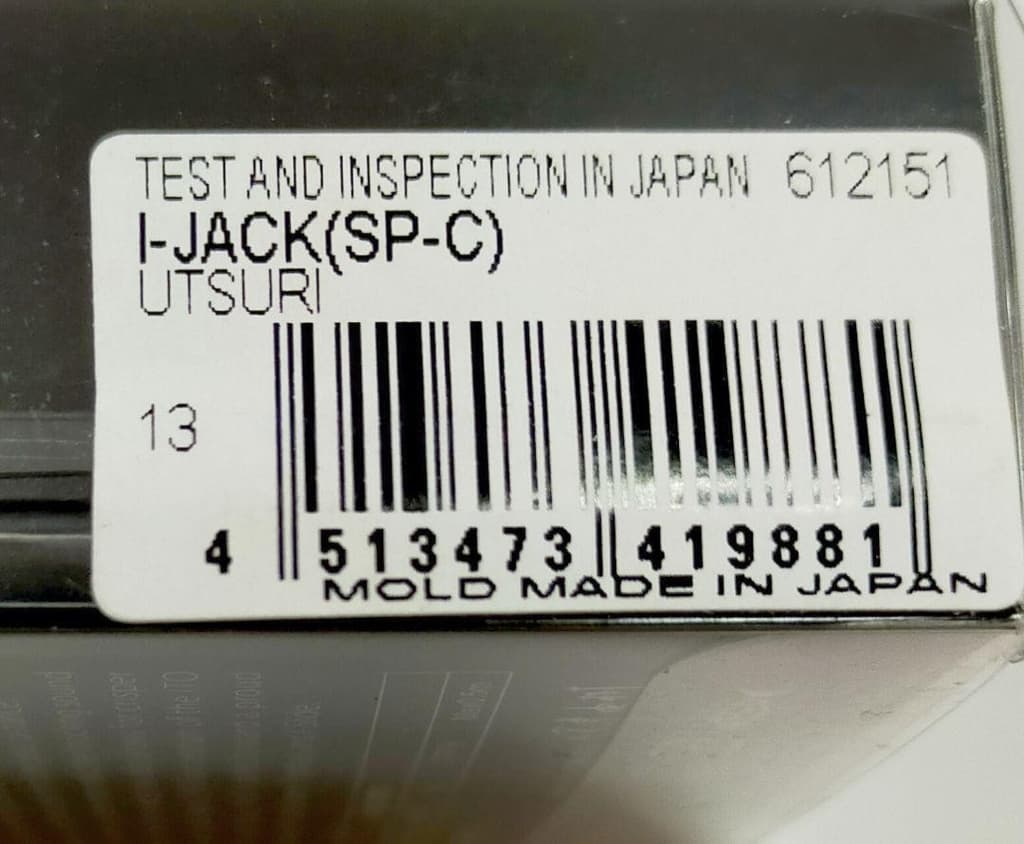 TEST AND INSPECTION IN JAPAN 612151
I-JACK(SP-C)
UTSURI
13
4 513473 419881
MOLD MADE IN JAPAN